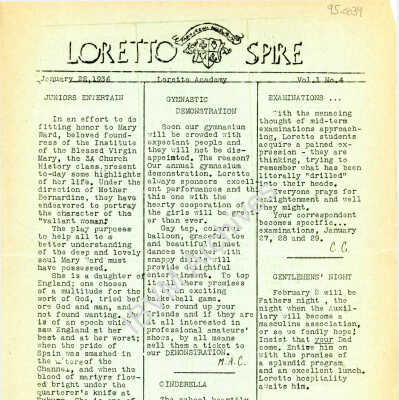 95-0039
LORETTO SPIRE
January 28, 1936 Loretto Academy Vol.1 No.4
JUNIORS ENTERTAIN
In an effort to do
fitting honor to Mary
Ward, beloved found-
ress of the Institute
of the Blessed Virgin
Mary, the 3A Church
History class, present
to-day some highlights
of her life. Under the
direction of Mother
Bernardine, they have
endeavored to portray
the character of the
"valiant woman"
The play purposes
to help all to a
better understanding
of the deep and lovely
soul Mary Ward must
have possessed.
She is a daughter of
England; one chosen
of a multitude for the
work of God, tried bef
ore God and man, and
not found wanting.
is of an epoch which
saw England at her
best and at her worst;
when the pride of
Spain was smashed in
the
Channel, and when the
blood of martyrs flow-
ed bright under the
quarterer's knife at
GYMNASTIC
DEMONSTRATION
Soon our gymnasium
will be crowded with
expectant people and
they will not be dis-
appointed. The reason?
Our annual gymnasium
demonstration. Loretto
always sponsors excell
ent performances and
this one with the
hearty cooperation of
the girls will be great
er than ever.
Gay tap, comic,
balloon, graceful
and beautiful
dances with
snappy drill will
provide delightful
entertainment. To top
it all there promises
to be an exciting
basketball game.
So round up your
friends and if they are
at all interested in
professional amateurs'
shows, by all means
sell them a ticket to
our DEMONSTRATION.
M.A.C.
CINDERELLA
The school heartily
EXAMINATIONS ...
With the menacing
thought of mid-term
examinations approach-
ing, Loretto students
acquire a pained ex-
pression - they are
thinking, trying to
remember what has been
literally "drilled"
into their heads.
Everyone prays for
enlightenment and well
they might.
Your correspondent
becomes specific...
examinations, January
27, 28 and 29.
C.C.
GENTLEMENS' NIGHT
February 2 will be
Fathers night , the
night when the Auxil-
iary will become a
masculine association,
or so we fondly hope!
Insist that your Dad
come. Entice him on
with the promise of
a splendid program,
and an excellent lunch.
Loretto hospitality
awaits him.